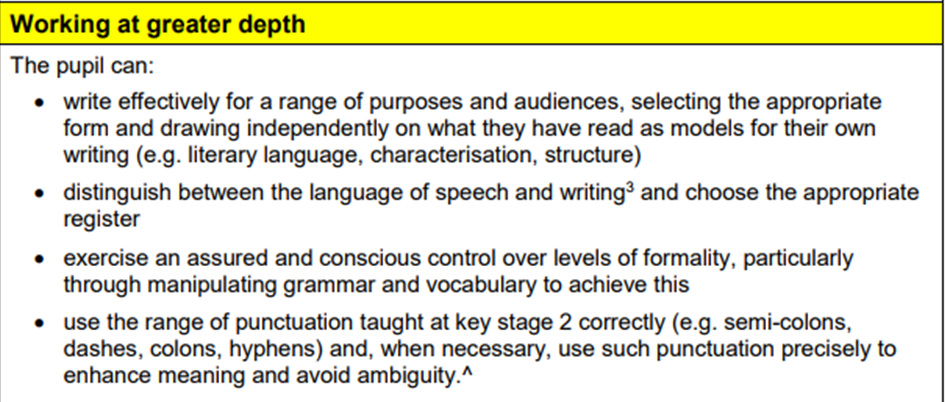 Working at greater depth
The pupil can:
• write effectively for a range of purposes and audiences, selecting the appropriate
form and drawing independently on what they have read as models for their own
writing (e.g. literary language, characterisation, structure)
• distinguish between the language of speech and writing³ and choose the appropriate
register
• exercise an assured and conscious control over levels of formality, particularly
through manipulating grammar and vocabulary to achieve this
• use the range of punctuation taught at key stage 2 correctly (e.g. semi-colons,
dashes, colons, hyphens) and, when necessary, use such punctuation precisely to
enhance meaning and avoid ambiguity.^